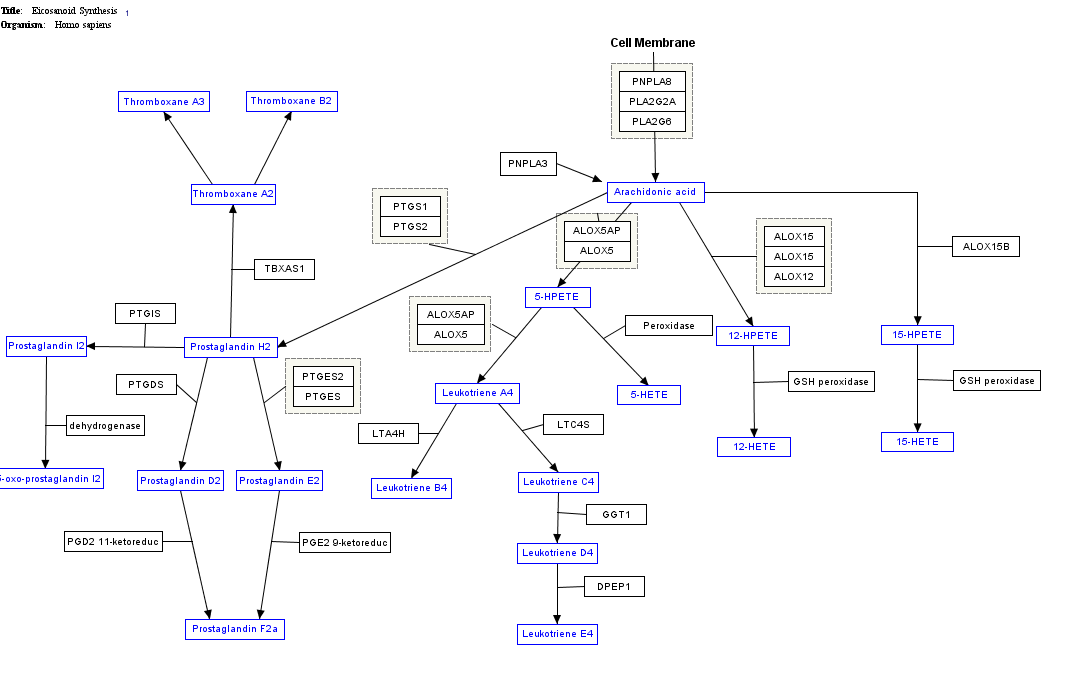 Title: Eicosanoid Synthesis 1
Organism: Homo sapiens
Cell Membrane
PNPLA8
PLA2G2A
PLA2G6
Thromboxane A3
Thromboxane B2
PNPLA3
Arachidonic acid
Thromboxane A2
PTGS1
PTGS2
ALOX5AP
ALOX5
ALOX15
ALOX15
ALOX12
ALOX15B
TBXAS1
5-HPETE
PTGIS
ALOX5AP
ALOX5
Peroxidase
12-HPETE
15-HPETE
Prostaglandin I2
Prostaglandin H2
PTGDS
PTGES2
PTGES
Leukotriene A4
5-HETE
GSH peroxidase
GSH peroxidase
dehydrogenase
LTA4H
LTC4S
12-HETE
15-HETE
5-oxo-prostaglandin I2
Prostaglandin D2
Prostaglandin E2
Leukotriene B4
Leukotriene C4
GGT1
PGD2 11-ketoreduc
PGE2 9-ketoreduc
Leukotriene D4
DPEP1
Prostaglandin F2a
Leukotriene E4